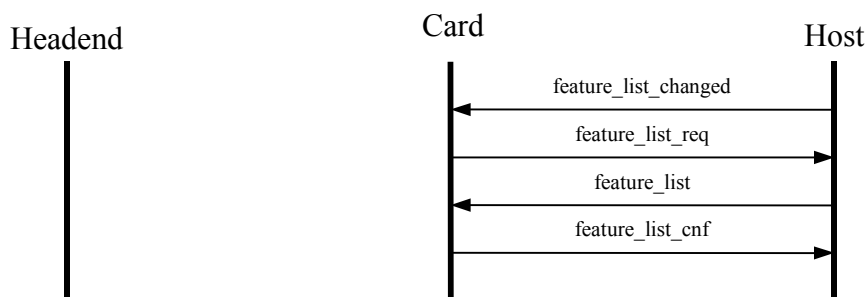 Headend
Card
Host
feature_list_changed
feature_list_req
feature_list
feature_list_cnf